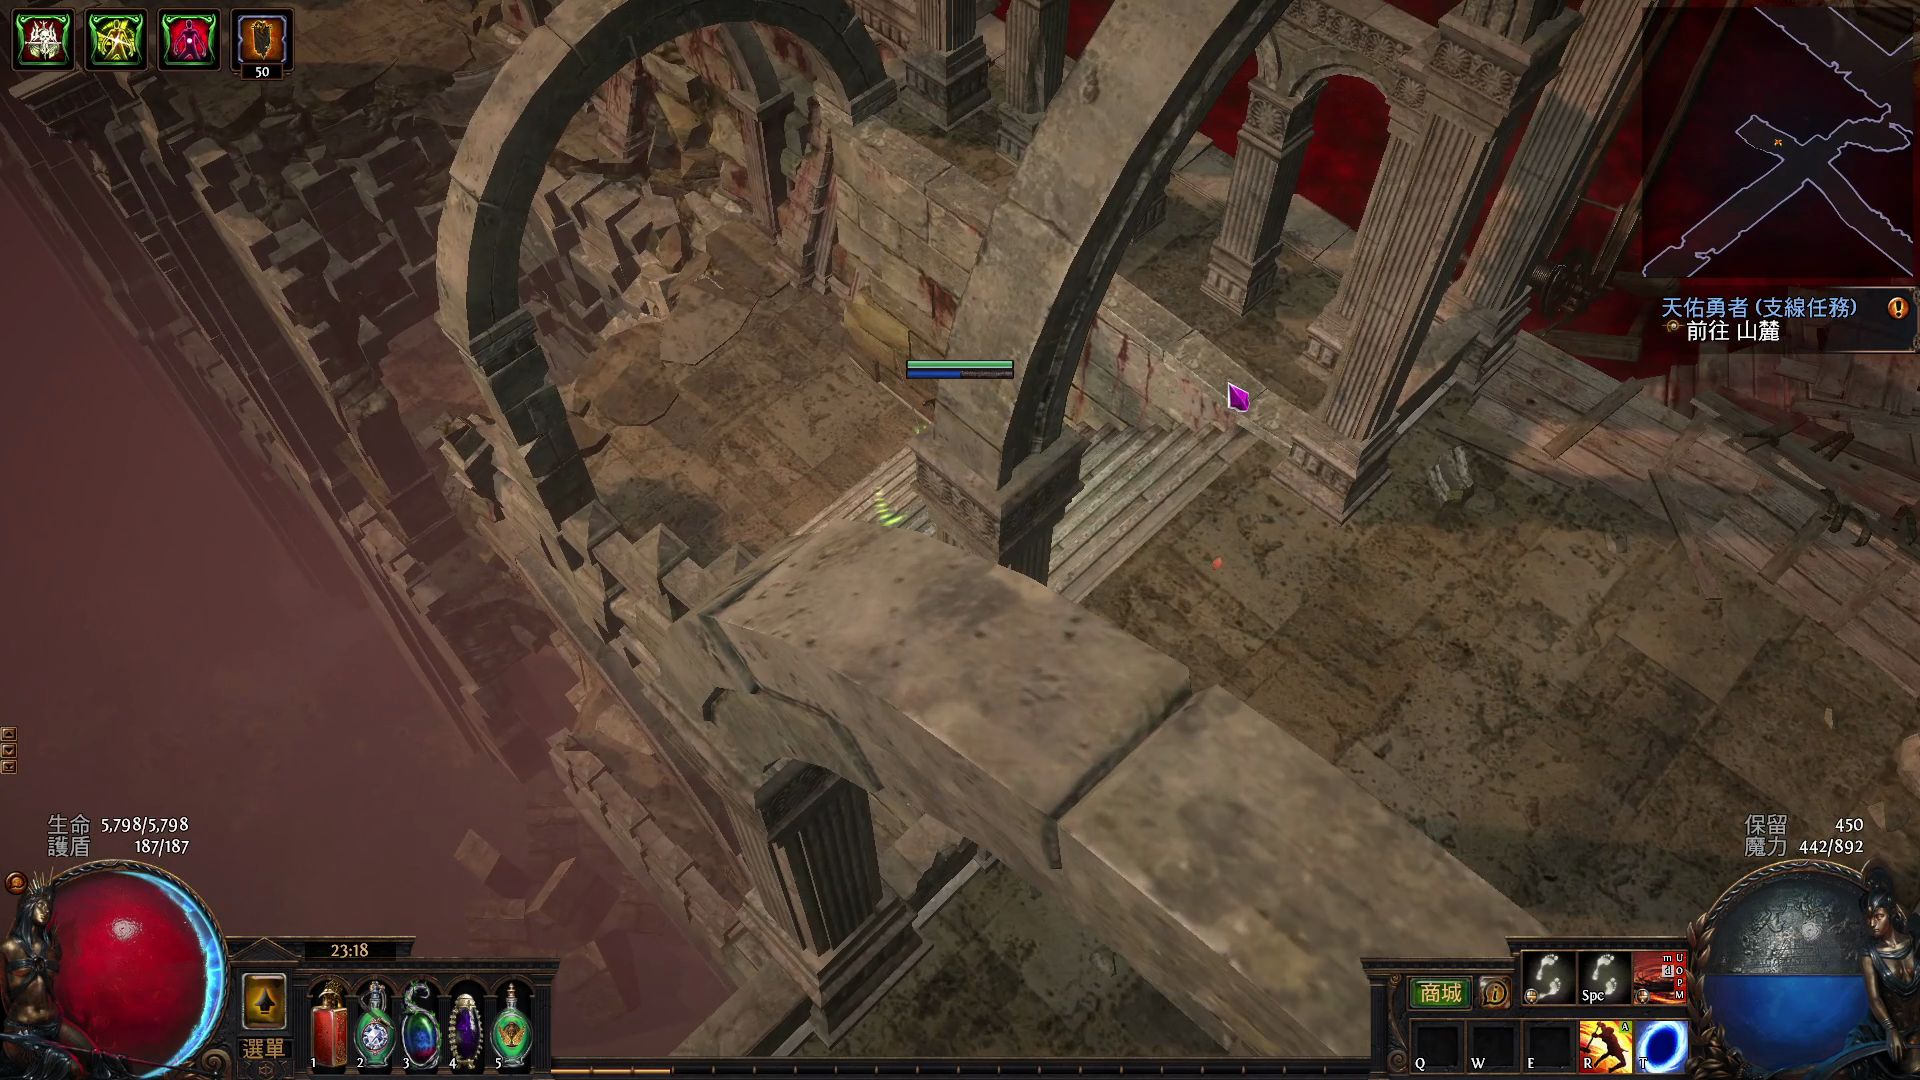 50
天佑勇者 (支線任務)
前往 山麓
生命 5,798/5,798
護盾 187/187
保留 450
魔力 442/892
23:18
選單
1
2
3
4
5
商城
Spc
m U
d O
P
M
Q
W
E
R
A
T